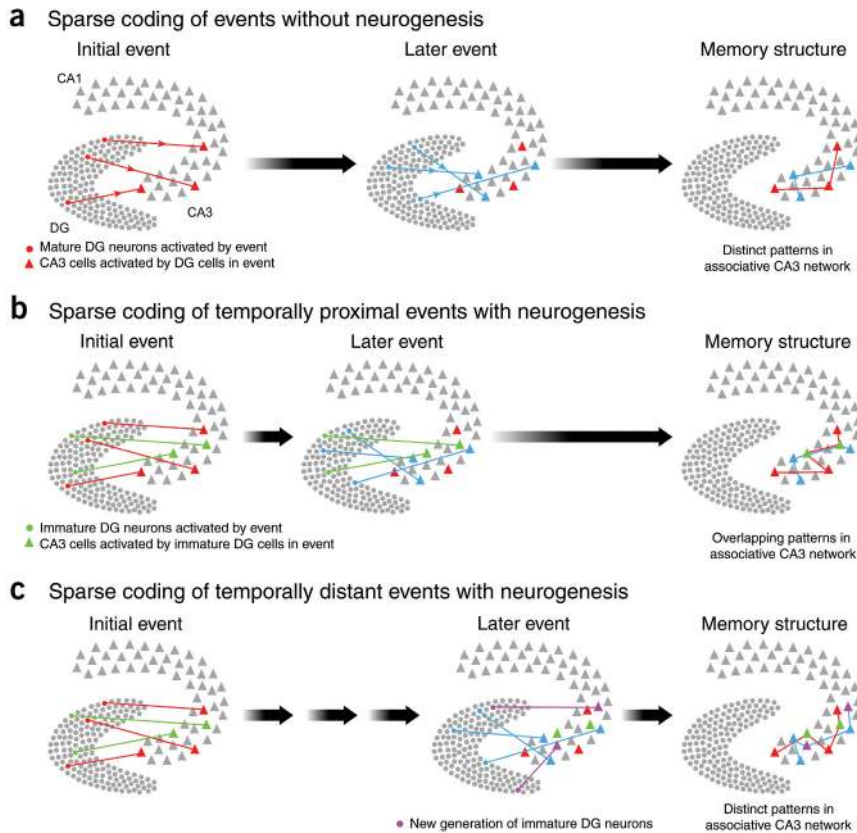 a Sparse coding of events without neurogenesis
Initial event
Later event
Memory structure
CA1
CA3
DG
Mature DG neurons activated by event
CA3 cells activated by DG cells in event
Distinct patterns in
associative CA3 network
b Sparse coding of temporally proximal events with neurogenesis
Initial event
Later event
Memory structure
Immature DG neurons activated by event
CA3 cells activated by immature DG cells in event
Overlapping patterns in
associative CA3 network
c Sparse coding of temporally distant events with neurogenesis
Initial event
Later event
Memory structure
New generation of immature DG neurons
Distinct patterns in
associative CA3 network